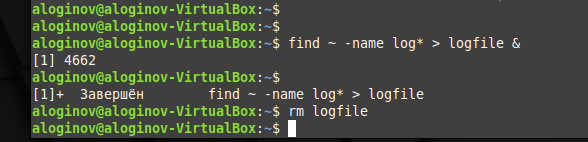 aloginov@aloginov-VirtualBox:~$
aloginov@aloginov-VirtualBox:~$
aloginov@aloginov-VirtualBox:~$ find ~ -name log* > logfile &
[1] 4662
aloginov@aloginov-VirtualBox:~$
[1]+  Завершён        find ~ -name log* > logfile
aloginov@aloginov-VirtualBox:~$ rm logfile
aloginov@aloginov-VirtualBox:~$